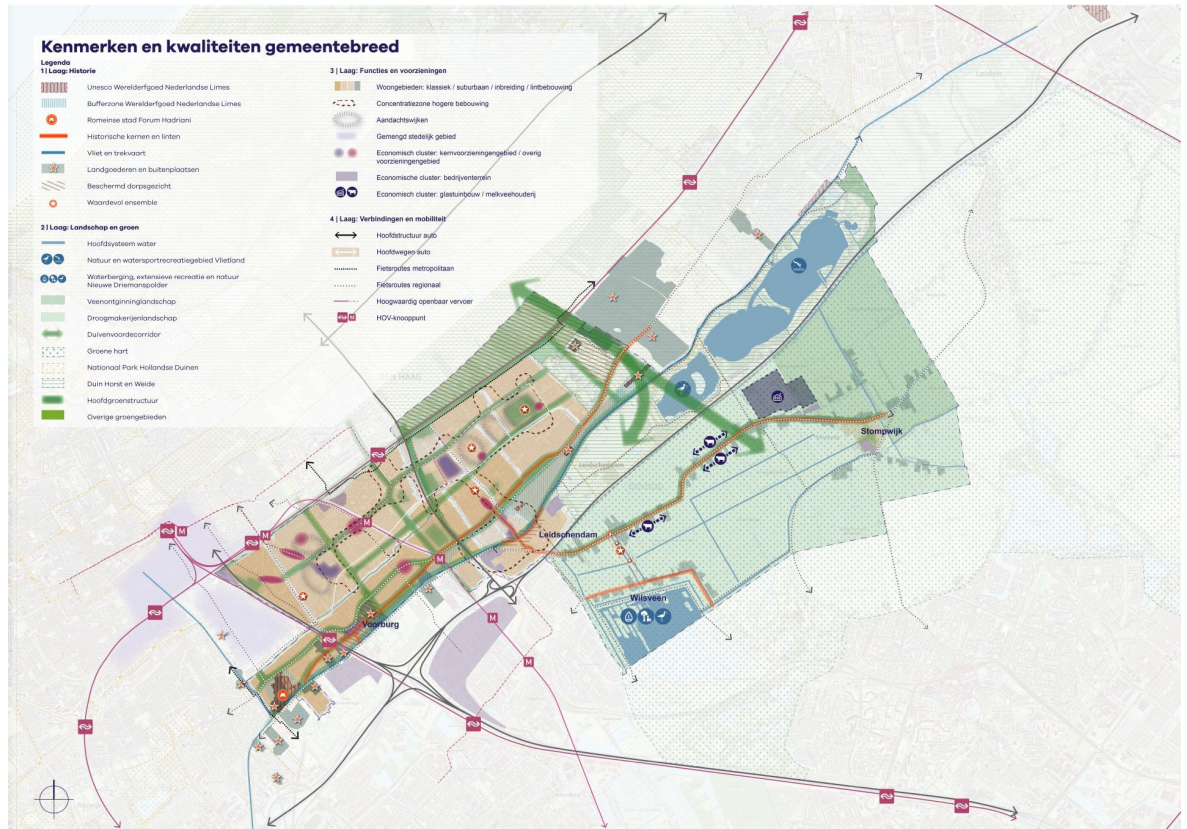 Kenmerken en kwaliteiten gemeentebreed
Legenda
1 | Laag: Historie
Unesco Werelderfgoed Nederlandse Limes
Bufferzone Werelderfgoed Nederlandse Limes
Romeinse stad Forum Hadriani
Historische kernen en linten
Vliet en trekvaart
Landgoederen en buitenplaatsen
Beschermd dorpsgezicht
Waardevol ensemble
2 | Laag: Landschap en groen
Hoofdsysteem water
Natuur en watersportrecreatiegebied Vlietland
Waterberging, extensieve recreatie en natuur
Nieuwe Driemanspolder
Veenontginninglandschap
Droogmakerijenlandschap
Duivenvoordecorridor
Groene hart
Nationaal Park Hollandse Duinen
Duin Horst en Weide
Hoofdgroenstructuur
Overige groengebieden
3 | Laag: Functies en voorzieningen
Woongebieden: klassiek / suburbaan / inbreiding / lintbebouwing
Concentratiezone hogere bebouwing
Aandachtswijken
Gemengd stedelijk gebied
Economisch cluster: kernvoorzieningengebied / overig
voorzieningengebied
Economische cluster: bedrijventerrein
Economisch cluster: glastuinbouw / melkveehouderij
4 | Laag: Verbindingen en mobiliteit
Hoofdstructuur auto
Hoofdwegen auto
Fietsroutes metropolitaan
Fietsroutes regionaal
Hoogwaardig openbaar vervoer
M
HOV-knooppunt
Leiden
HAAG
Stompwijk
Leidschendam
Leidschendam
M
M
M
Wilsveen
Voorburg
M
M